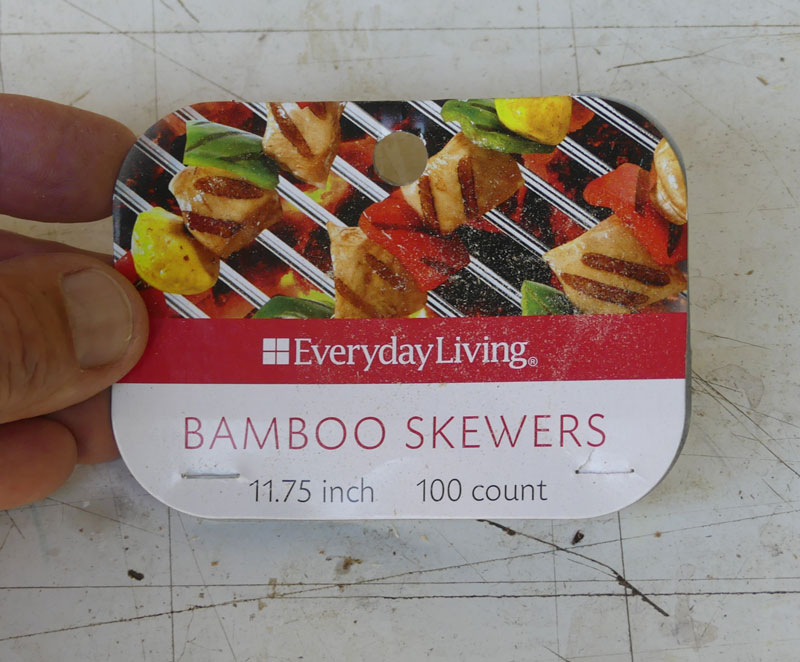 EverydayLiving®
BAMBOO SKEWERS
11.75 inch 100 count